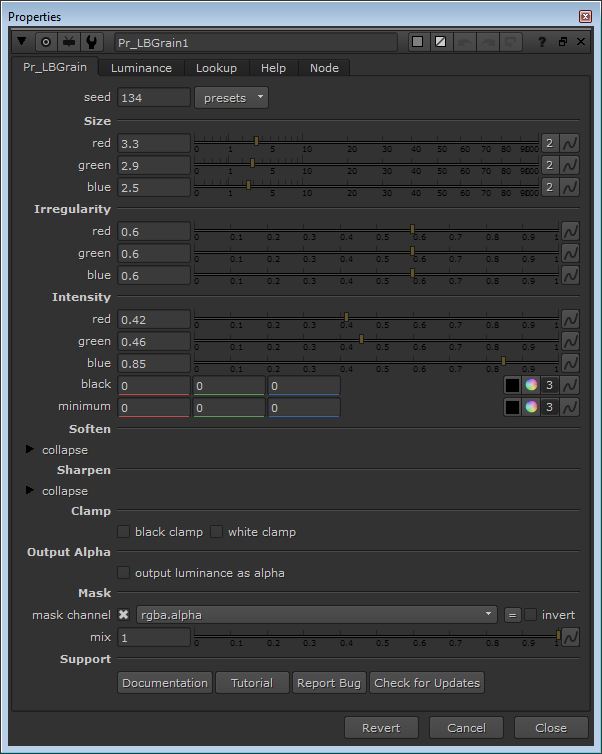 Properties
Pr_LBGrain1 ?
Pr_LBGrain Luminance Lookup Help Node
seed 134 presets
Size
red 3.3 0 1 5 10 20 30 40 50 60 70 80 90100 2
green 2.9 0 1 5 10 20 30 40 50 60 70 80 90100 2
blue 2.5 0 1 5 10 20 30 40 50 60 70 80 90100 2
Irregularity
red 0.6 0 0.1 0.2 0.3 0.4 0.5 0.6 0.7 0.8 0.9 1
green 0.6 0 0.1 0.2 0.3 0.4 0.5 0.6 0.7 0.8 0.9 1
blue 0.6 0 0.1 0.2 0.3 0.4 0.5 0.6 0.7 0.8 0.9 1
Intensity
red 0.42 0 0.1 0.2 0.3 0.4 0.5 0.6 0.7 0.8 0.9 1
green 0.46 0 0.1 0.2 0.3 0.4 0.5 0.6 0.7 0.8 0.9 1
blue 0.85 0 0.1 0.2 0.3 0.4 0.5 0.6 0.7 0.8 0.9 1
black 0 0 0 3
minimum 0 0 0 3
Soften
collapse
Sharpen
collapse
Clamp
black clamp white clamp
Output Alpha
output luminance as alpha
Mask
mask channel rgba.alpha = invert
mix 1 0 0.1 0.2 0.3 0.4 0.5 0.6 0.7 0.8 0.9 1
Support
Documentation Tutorial Report Bug Check for Updates
Revert Cancel Close